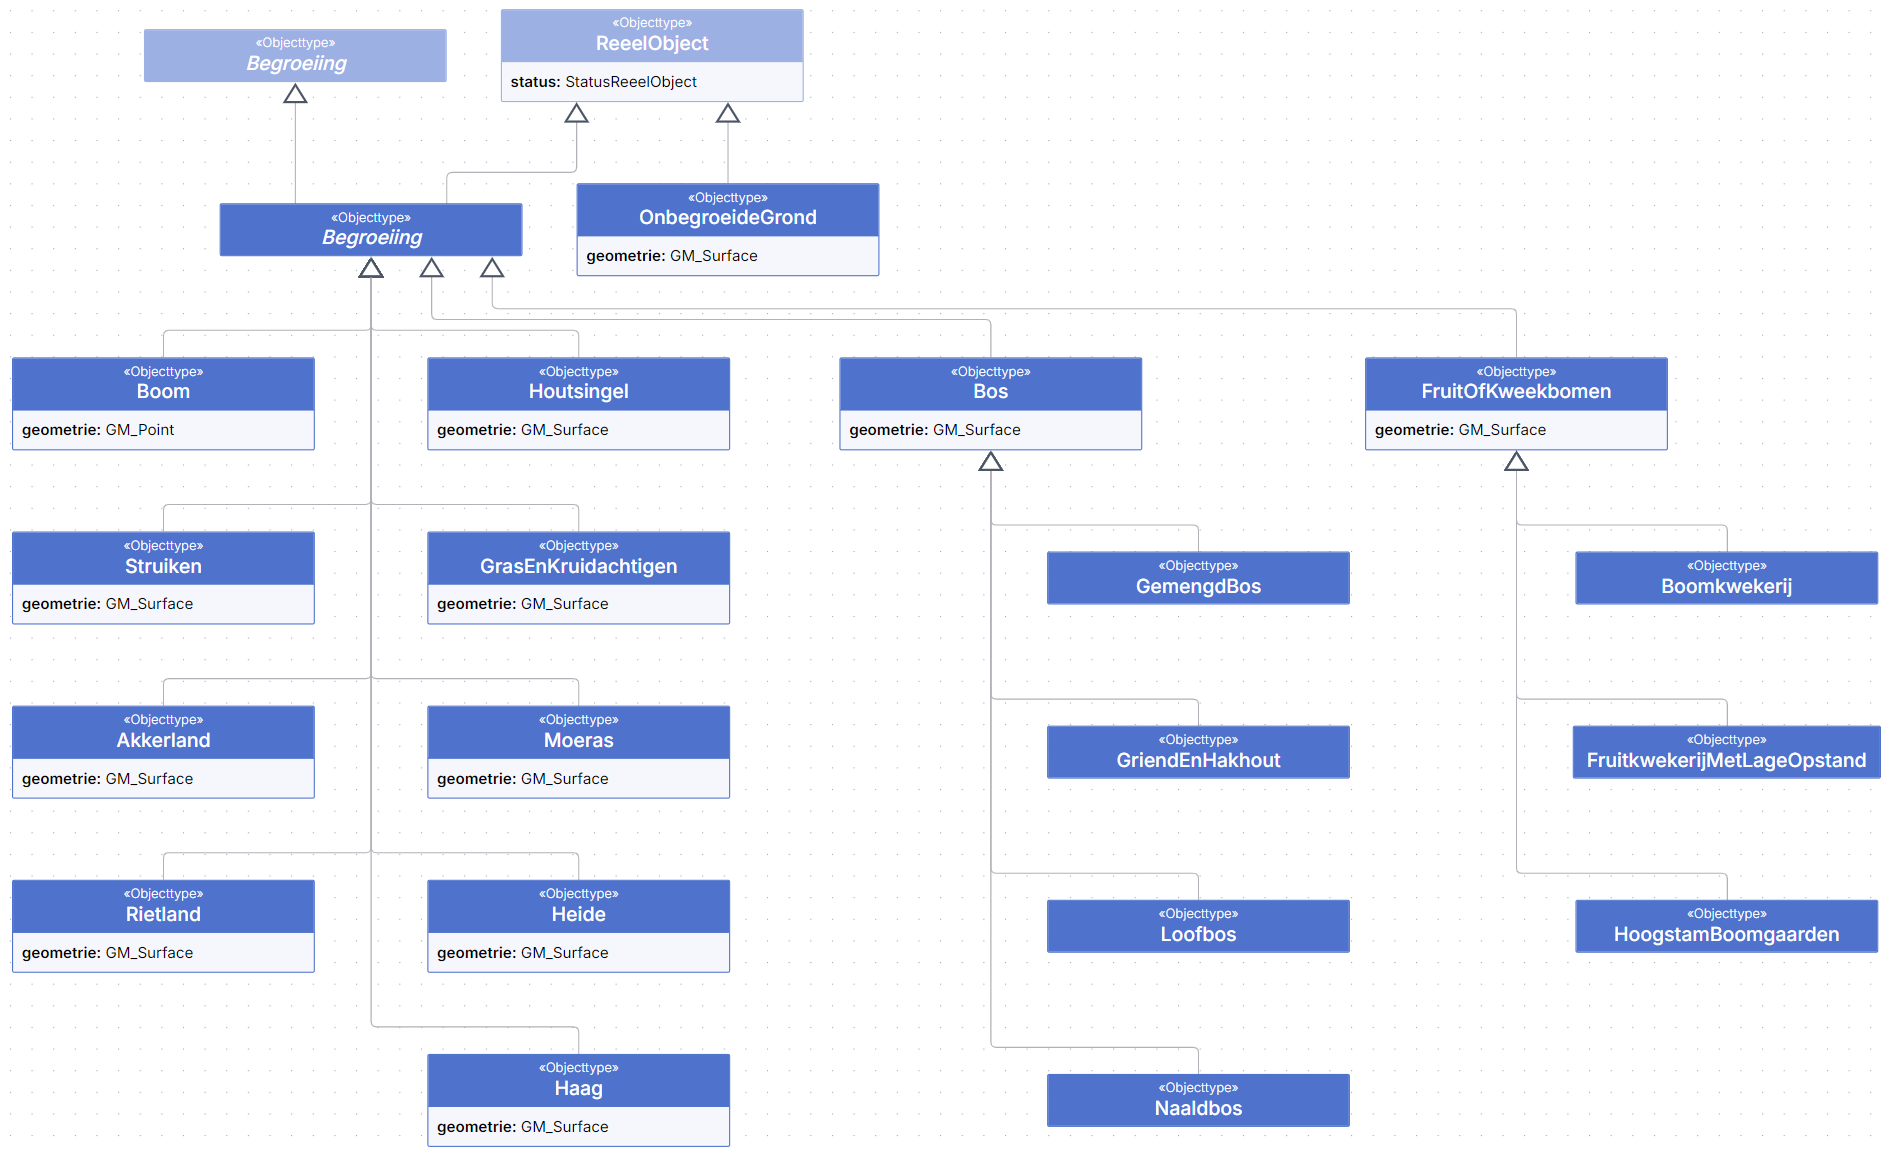 «Objecttype»
Begroeiing
«Objecttype»
ReeelObject
status: StatusReeelObject
«Objecttype»
Begroeiing
«Objecttype»
OnbegroeideGrond
geometrie: GM_Surface
«Objecttype»
Boom
geometrie: GM_Point
«Objecttype»
Houtsingel
geometrie: GM_Surface
«Objecttype»
Bos
geometrie: GM_Surface
«Objecttype»
FruitOfKweekbomen
geometrie: GM_Surface
«Objecttype»
Struiken
geometrie: GM_Surface
«Objecttype»
GrasEnKruidachtigen
geometrie: GM_Surface
«Objecttype»
GemengdBos
«Objecttype»
Boomkwekerij
«Objecttype»
Akkerland
geometrie: GM_Surface
«Objecttype»
Moeras
geometrie: GM_Surface
«Objecttype»
GriendEnHakhout
«Objecttype»
FruitkwekerijMetLageOpstand
«Objecttype»
Rietland
geometrie: GM_Surface
«Objecttype»
Heide
geometrie: GM_Surface
«Objecttype»
Loofbos
«Objecttype»
HoogstamBoomgaarden
«Objecttype»
Haag
geometrie: GM_Surface
«Objecttype»
Naaldbos